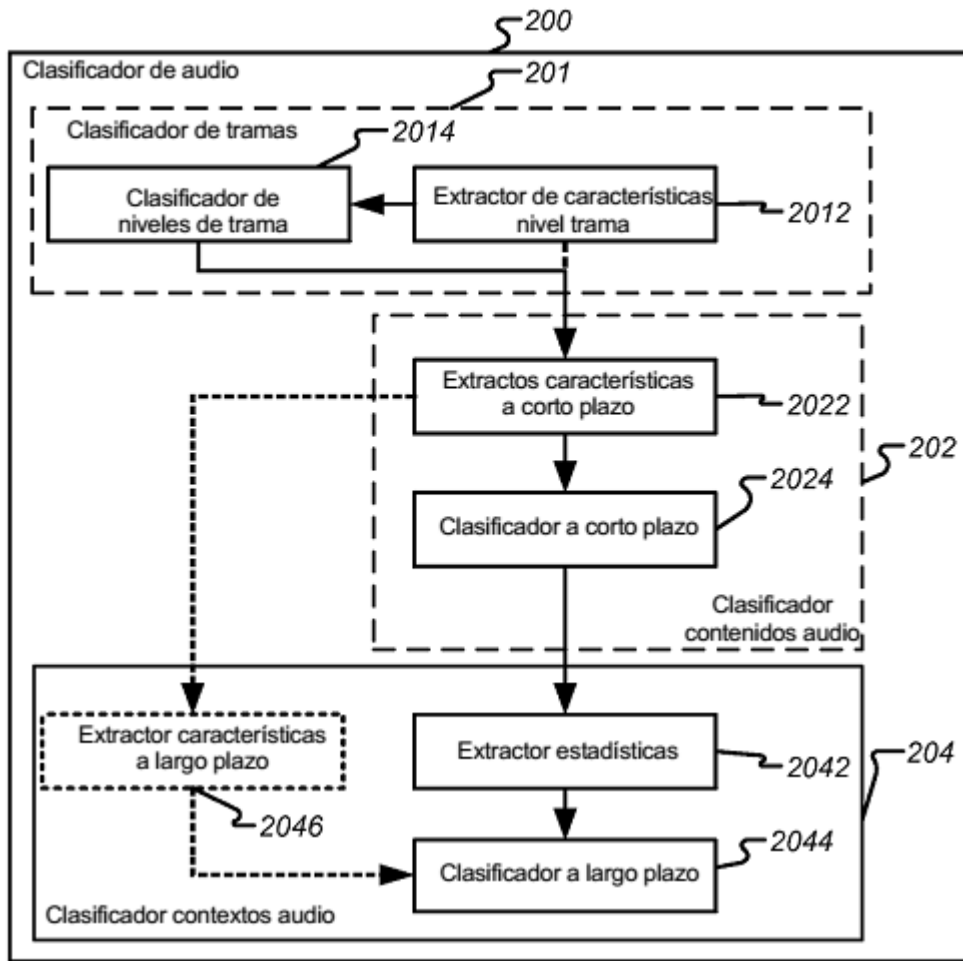 200
Clasificador de audio
201
Clasificador de tramas
2014
Clasificador de
niveles de trama
Extractor de características
nivel trama
2012
Extractos características
a corto plazo
2022
202
2024
Clasificador a corto plazo
Clasificador
contenidos audio
Extractor características
a largo plazo
Extractor estadísticas
2042
204
2046
2044
Clasificador a largo plazo
Clasificador contextos audio